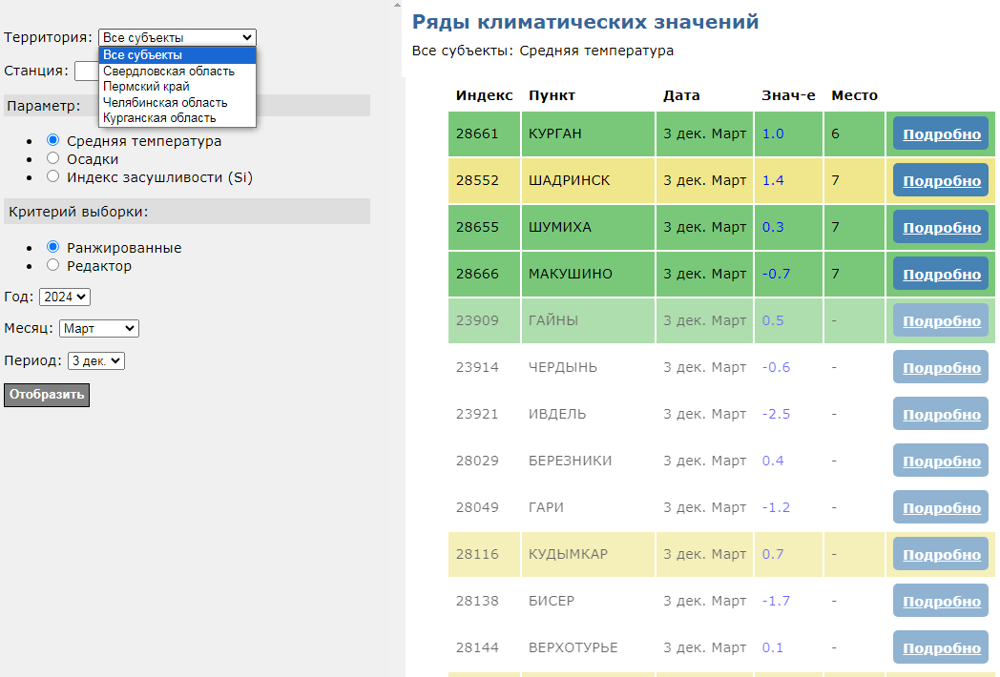 Территория: Все субъекты
Все субъекты
Свердловская область
Пермский край
Челябинская область
Курганская область
Станция:
Параметр:
Средняя температура
Осадки
Индекс засушливости (Si)
Критерий выборки:
Ранжированные
Редактор
Год: 2024
Месяц: Март
Период: 3 дек.
Отобразить
Ряды климатических значений
Все субъекты: Средняя температура
Индекс Пункт Дата Знач-е Место
28661 КУРГАН 3 дек. Март 1.0 6 Подробно
28552 ШАДРИНСК 3 дек. Март 1.4 7 Подробно
28655 ШУМИХА 3 дек. Март 0.3 7 Подробно
28666 МАКУШИНО 3 дек. Март -0.7 7 Подробно
23909 ГАЙНЫ 3 дек. Март 0.5 - Подробно
23914 ЧЕРДЫНЬ 3 дек. Март -0.6 - Подробно
23921 ИВДЕЛЬ 3 дек. Март -2.5 - Подробно
28029 БЕРЕЗНИКИ 3 дек. Март 0.4 - Подробно
28049 ГАРИ 3 дек. Март -1.2 - Подробно
28116 КУДЫМКАР 3 дек. Март 0.7 - Подробно
28138 БИСЕР 3 дек. Март -1.7 - Подробно
28144 ВЕРХОТУРЬЕ 3 дек. Март 0.1 - Подробно